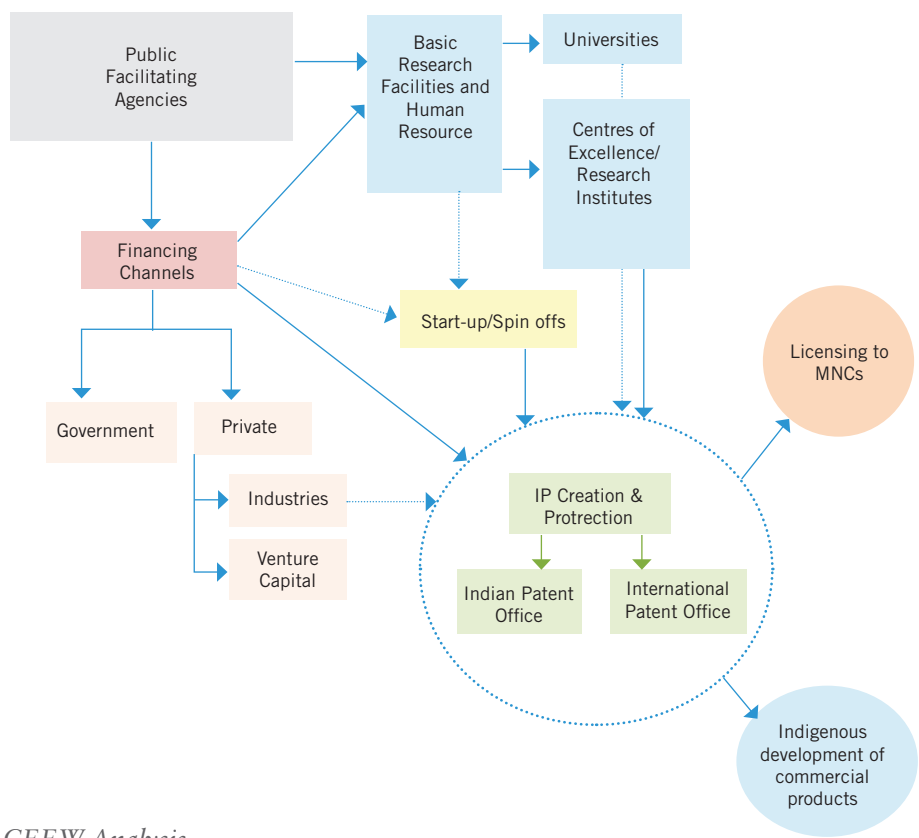 Public
Facilitating
Agencies
Basic
Research
Facilities and
Human
Resource
Universities
Centres of
Excellence/
Research
Institutes
Financing
Channels
Start-up/Spin offs
Licensing to
MNCs
Government
Private
Industries
Venture
Capital
IP Creation &
Protrection
Indian Patent
Office
International
Patent Office
Indigenous
development of
commercial
products
CEEW Analysis